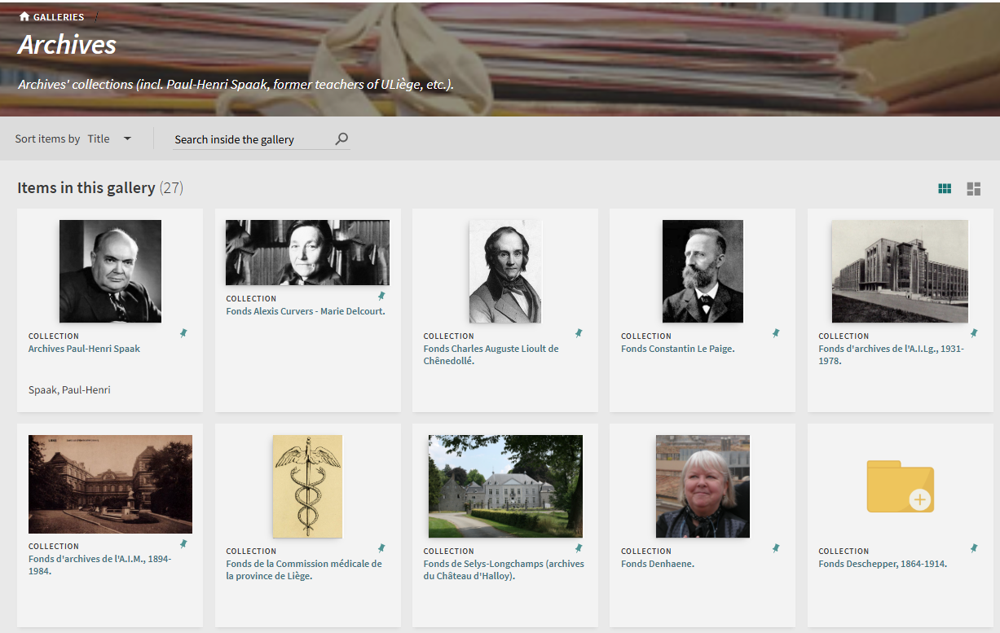 GALLERIES /
Archives
Archives' collections (incl. Paul-Henri Spaak, former teachers of ULiège, etc.).
Sort items by Title
Search inside the gallery
Items in this gallery (27)
COLLECTION
Archives Paul-Henri Spaak
Spaak, Paul-Henri
COLLECTION
Fonds Alexis Curvers - Marie Delcourt.
COLLECTION
Fonds Charles Auguste Lioult de
Chênedollé.
COLLECTION
Fonds Constantin Le Paige.
COLLECTION
Fonds d'archives de l'A.I.Lg., 1931-
1978.
COLLECTION
Fonds d'archives de l'A.I.M., 1894-
1984.
COLLECTION
Fonds de la Commission médicale de
la province de Liège.
COLLECTION
Fonds de Selys-Longchamps (archives
du Château d'Halloy).
COLLECTION
Fonds Denhaene.
COLLECTION
Fonds Deschepper, 1864-1914.